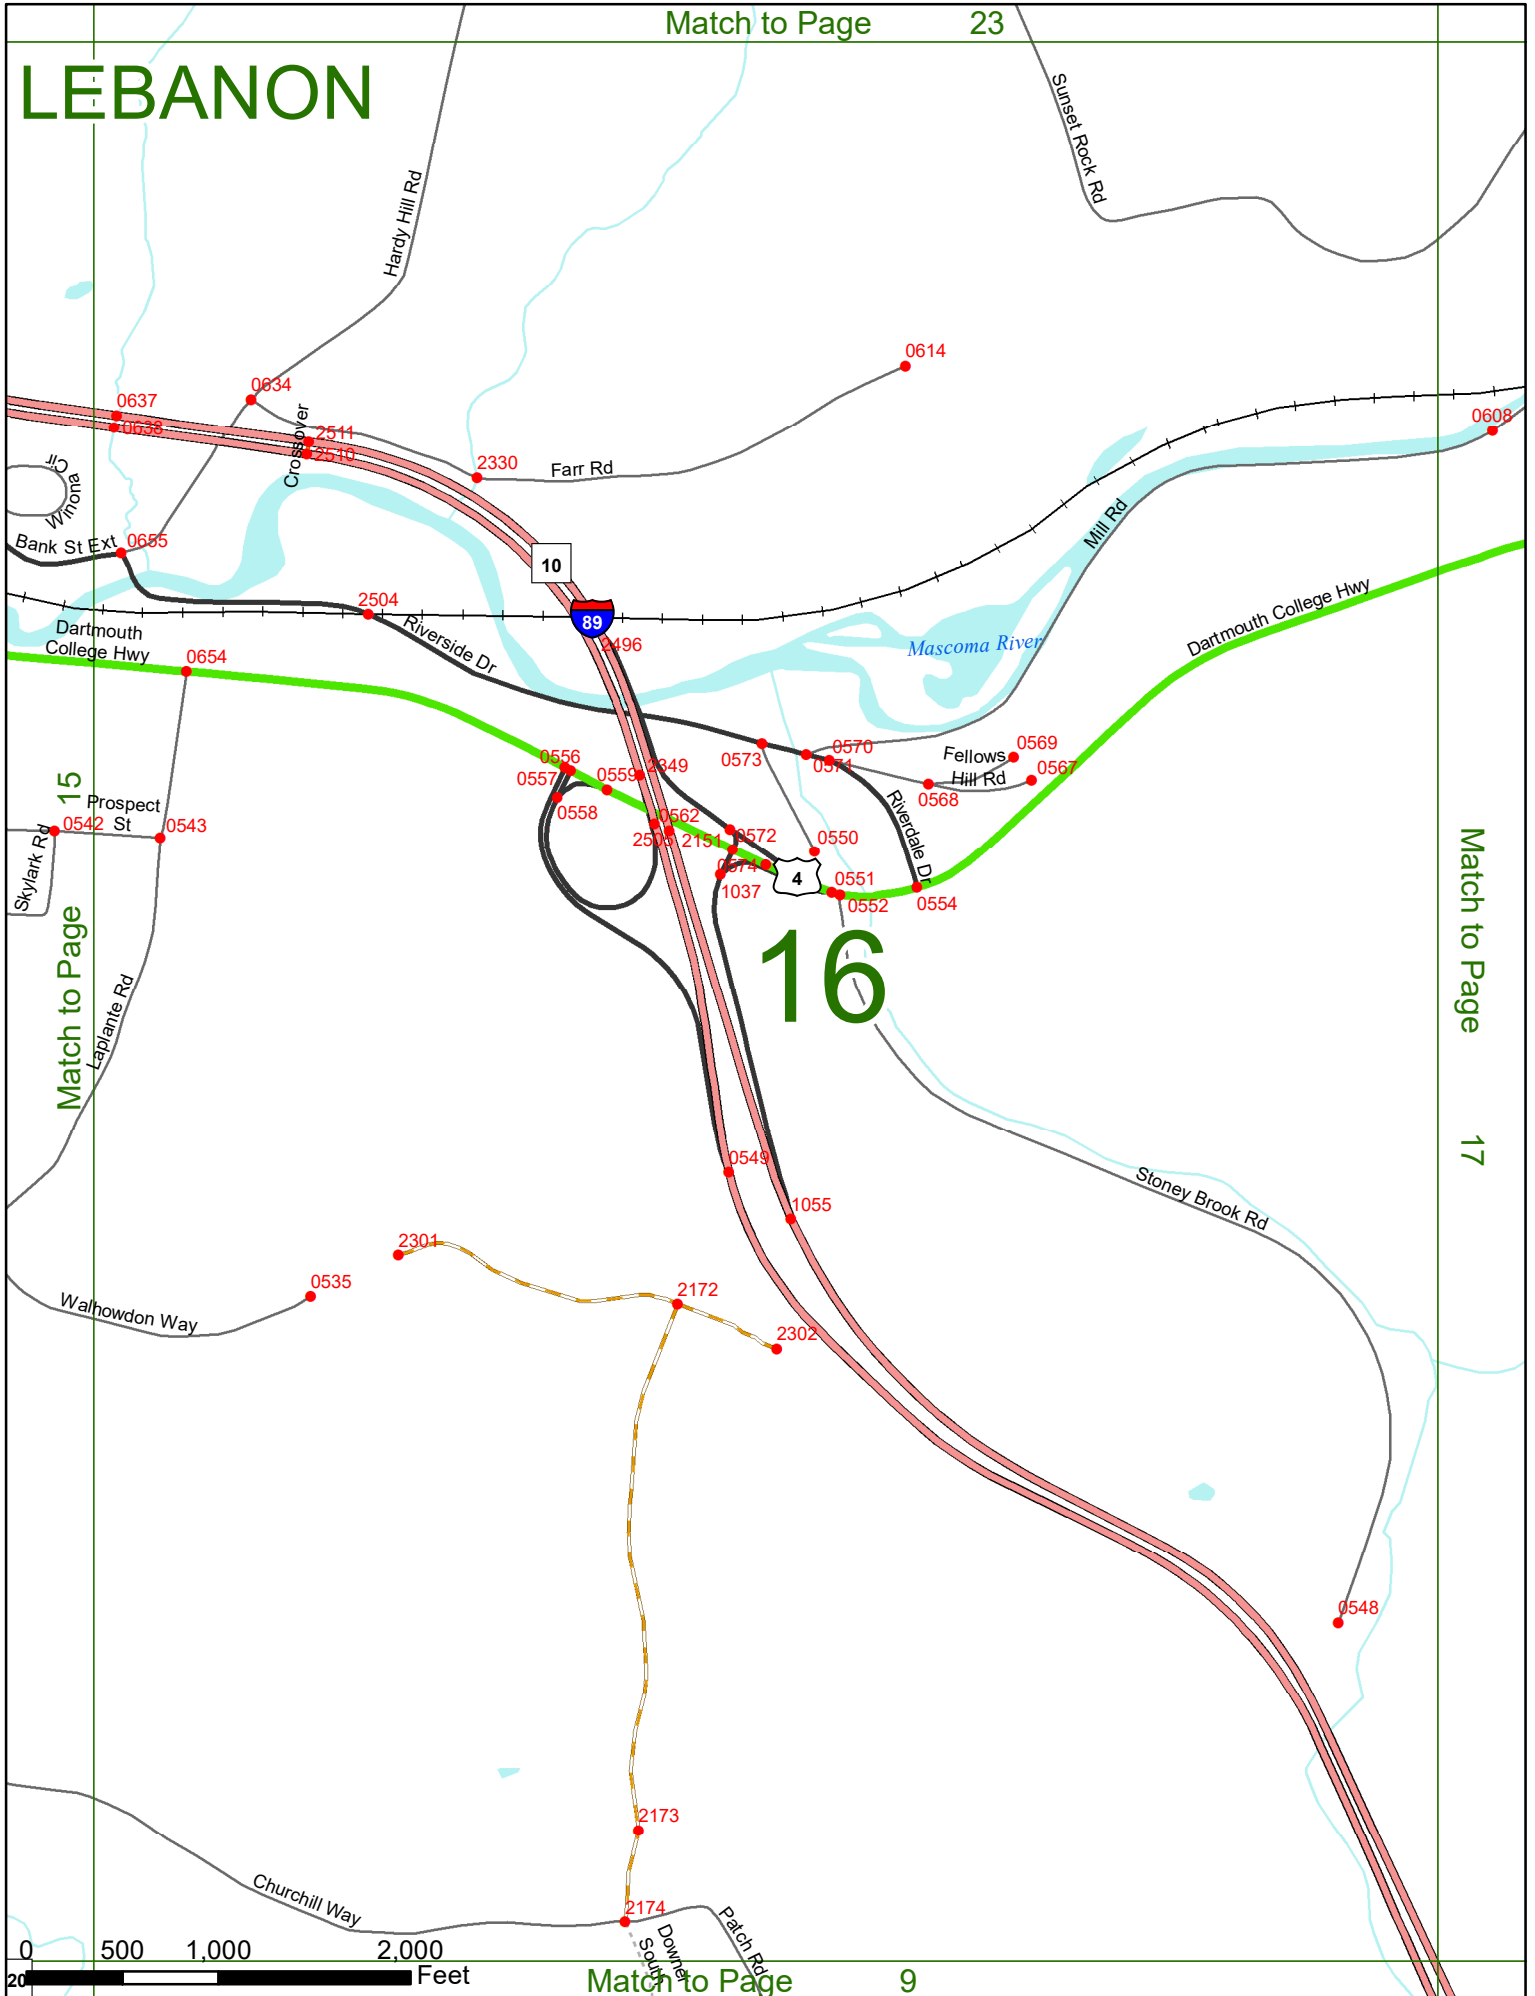 Match to Page 23
LEBANON
Sunset Rock Rd
Hardy Hill Rd
0614
0634
0637
0638
Crossover
2511
2510
0608
2330
Farr Rd
Winona
Cir
Mill Rd
Bank St Ext
0655
10
2504
89
2496
Dartmouth
College Hwy
Riverside Dr
Mascoma River
Dartmouth College Hwy
0654
0573
0570
0571
Fellows
Hill Rd
0569
0567
0568
0556
0557
0558
0559
2349
Prospect
St
0542
0543
0562
2505
2151
0572
0574
1037
0550
Riverdale Dr
4
0551
0552
0554
Skylark Rd
Match to Page 15
16
Match to Page 17
Laplante Rd
0549
Stoney Brook Rd
1055
2301
0535
Walhowdon Way
2172
2302
0548
2173
Churchill Way
2174
Downer
South
Patch Rd
0 500 1,000 2,000
Feet
20
Match to Page 9